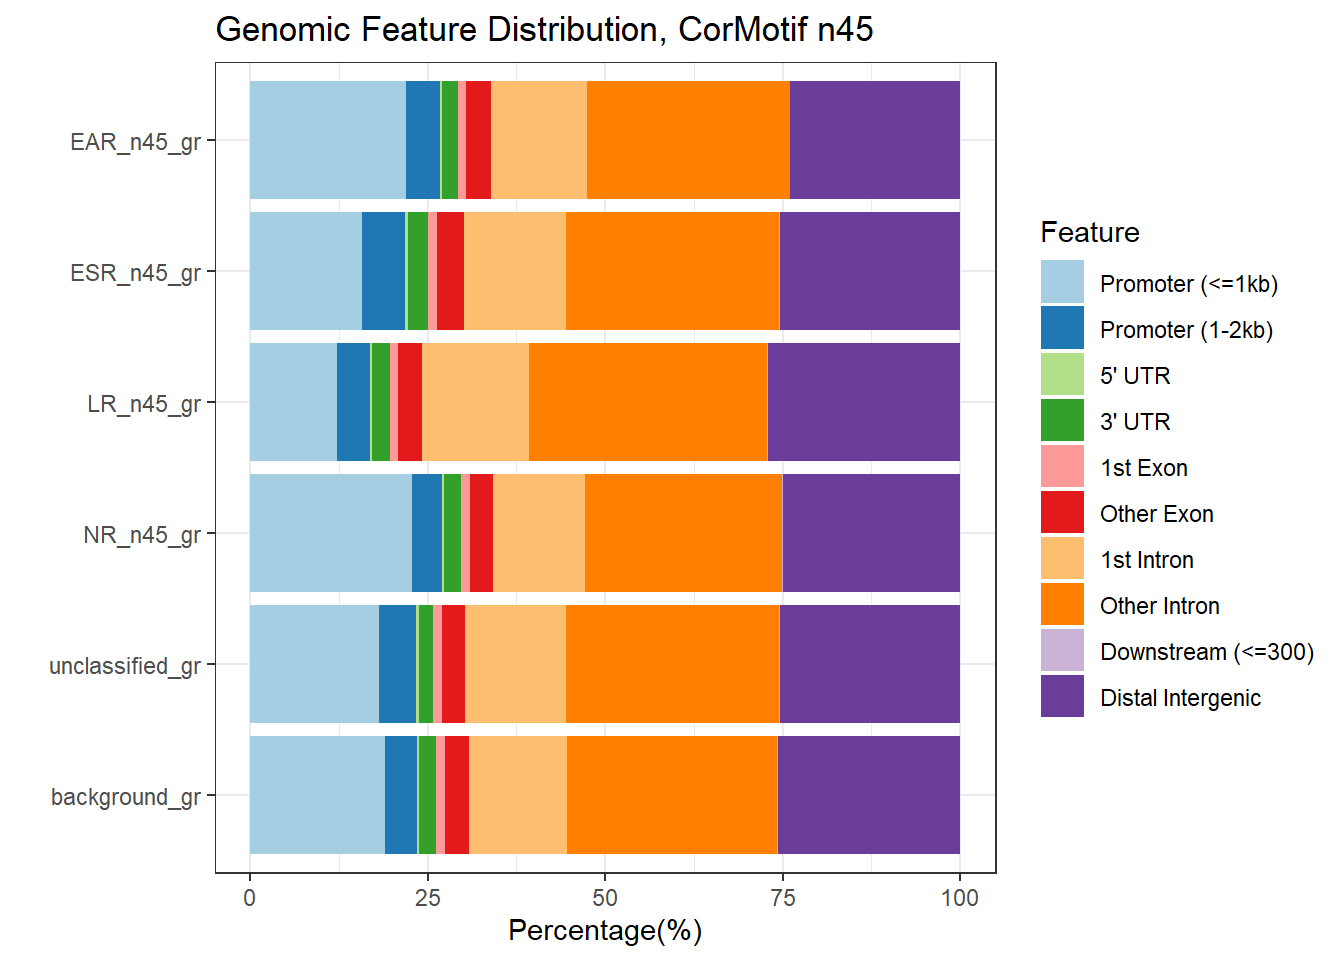 Genomic Feature Distribution, CorMotif n45
EAR_n45_gr
ESR_n45_gr
LR_n45_gr
NR_n45_gr
unclassified_gr
background_gr
0 25 50 75 100
Percentage(%)
Feature
Promoter (<=1kb)
Promoter (1-2kb)
5' UTR
3' UTR
1st Exon
Other Exon
1st Intron
Other Intron
Downstream (<=300)
Distal Intergenic